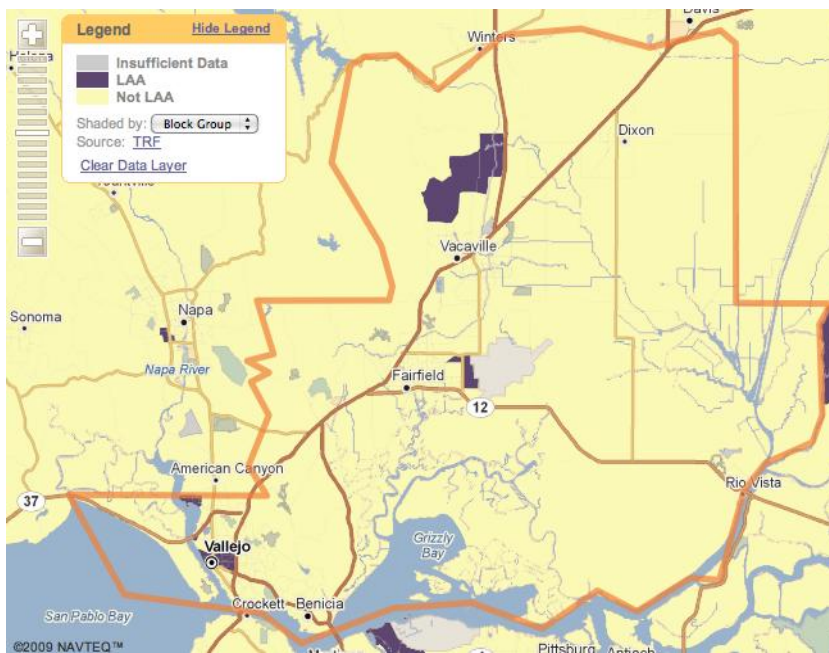 Legend Hide Legend
Insufficient Data
LAA
Not LAA
Shaded by: Block Group
Source: TRF
Clear Data Layer
Davis
Winters
Dixon
Vacaville
Sonoma
Napa
Napa River
Fairfield
12
American Canyon
Rio Vista
37
Grizzly
Bay
Vallejo
Crockett
Benicia
San Pablo Bay
Pittsburg
©2009 NAVTEQ™